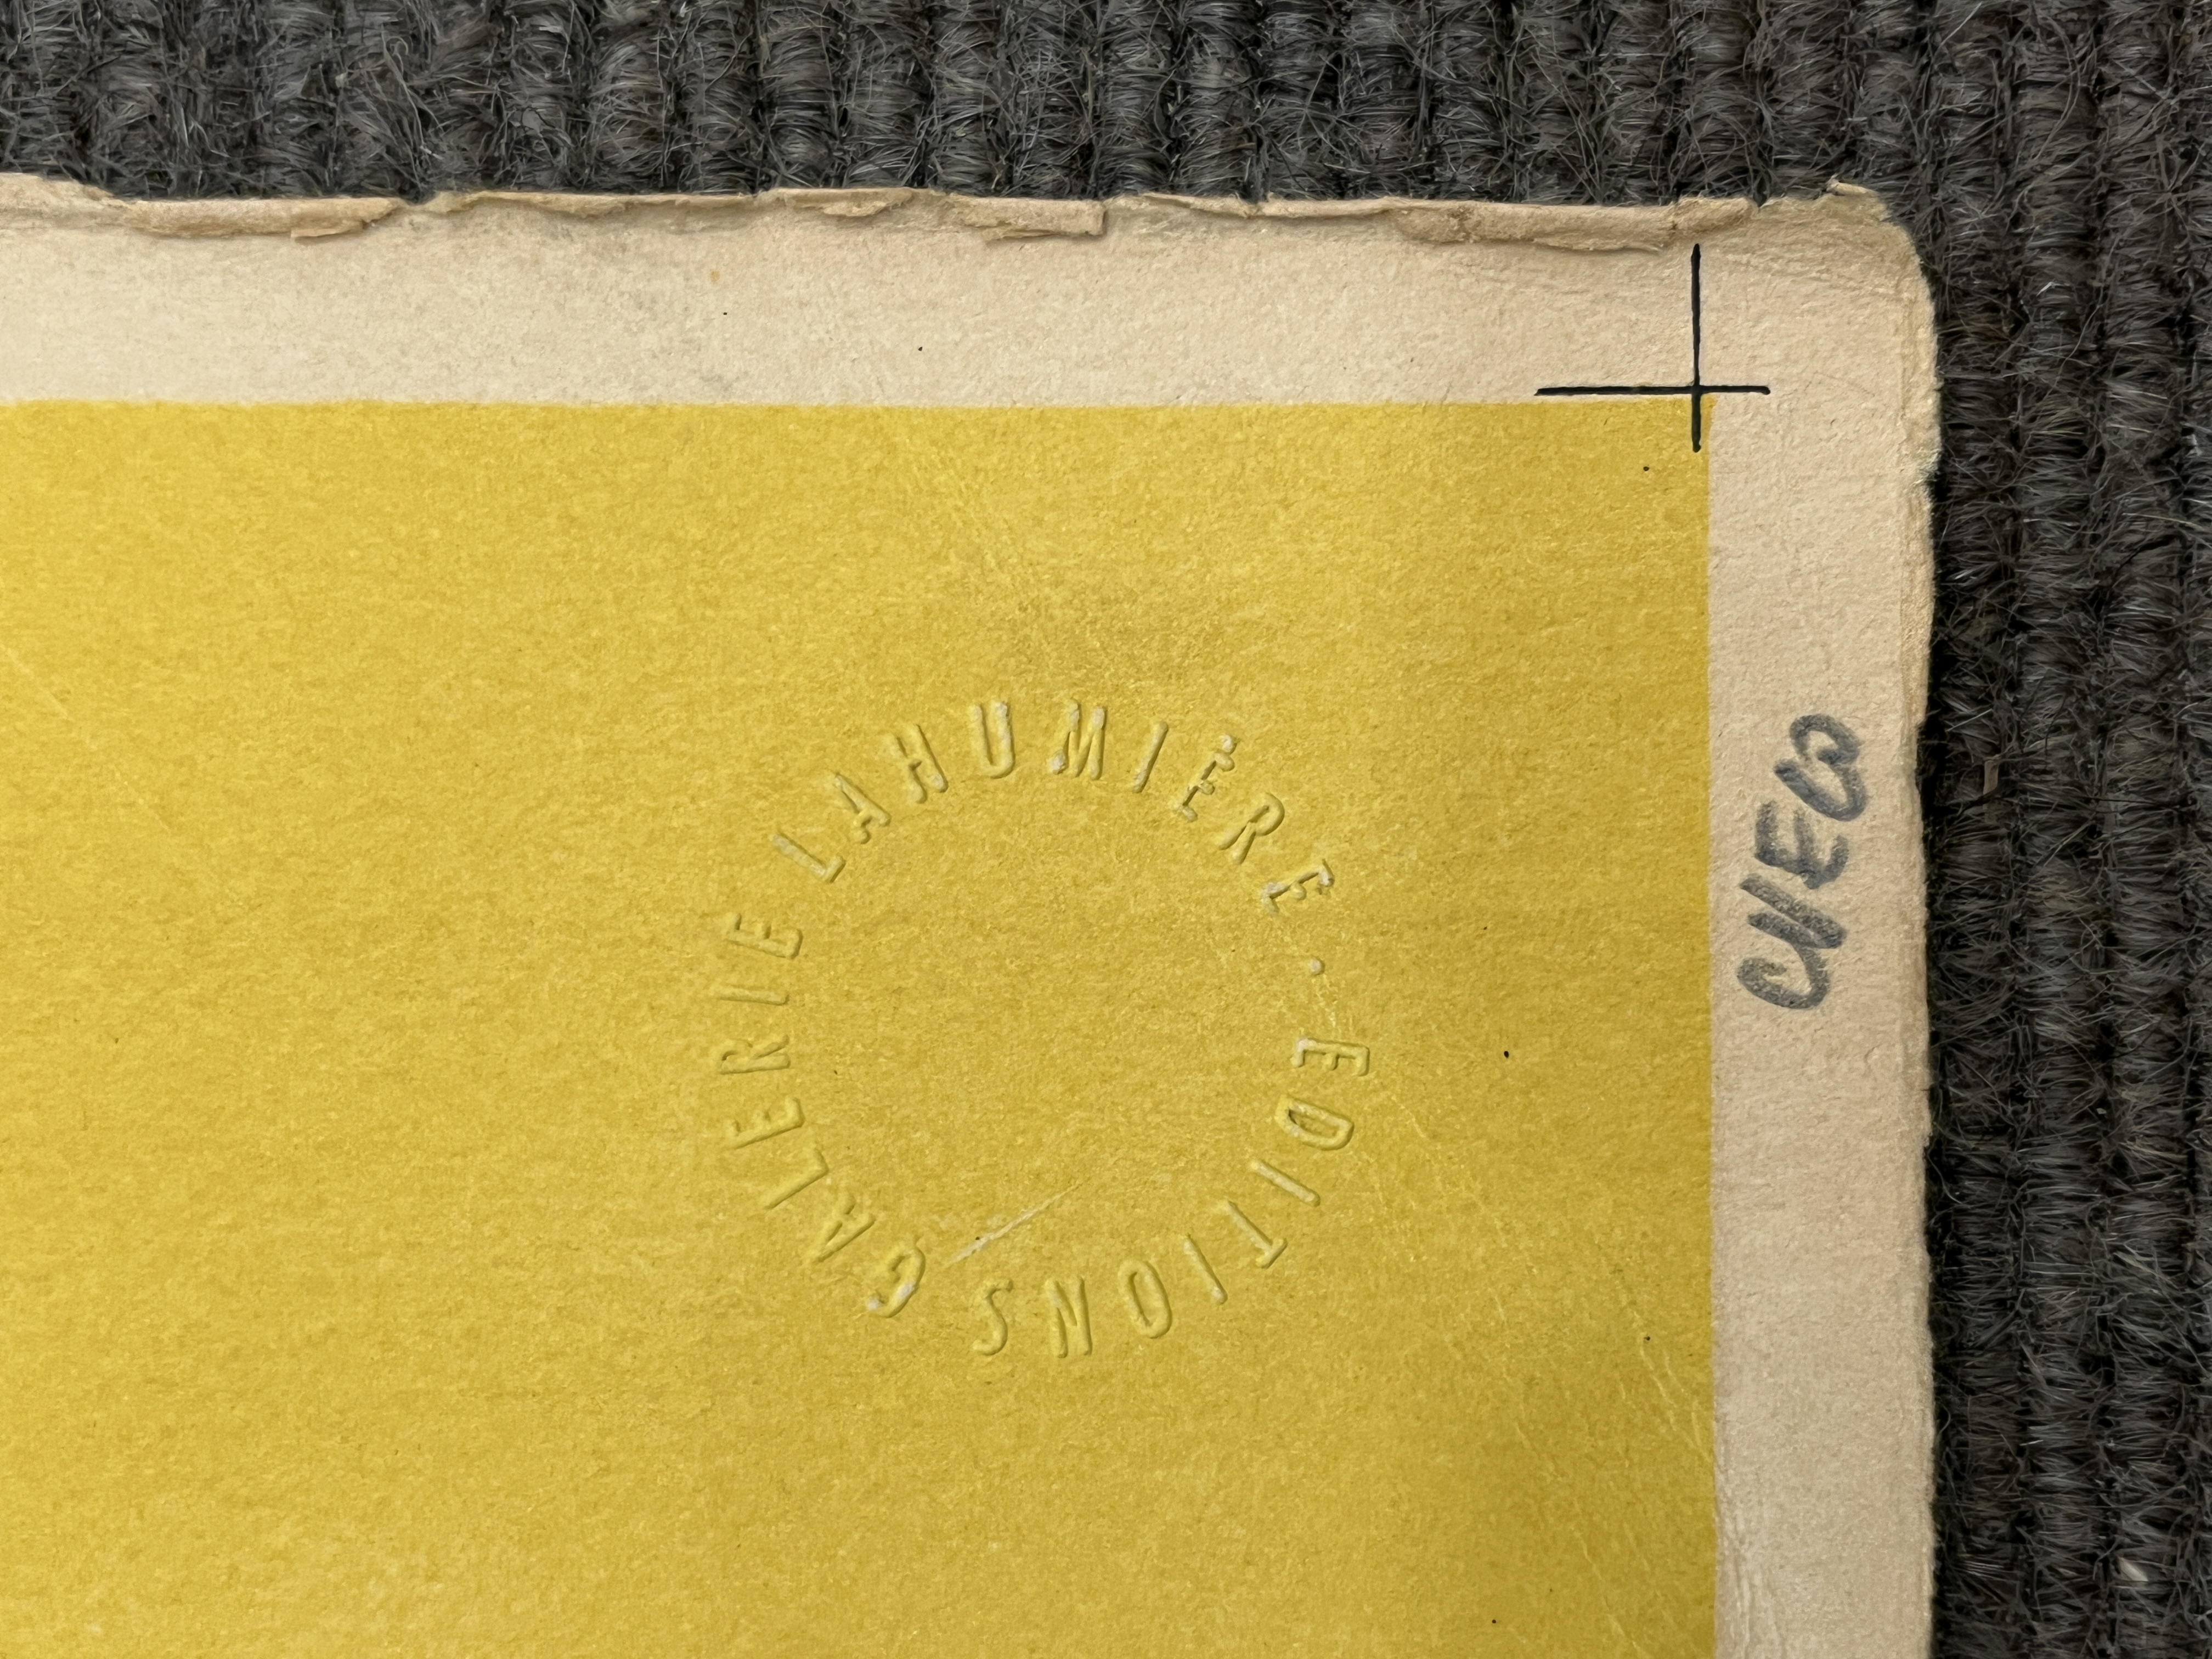 GALERIE LAHUMIÈRE · EDITIONS